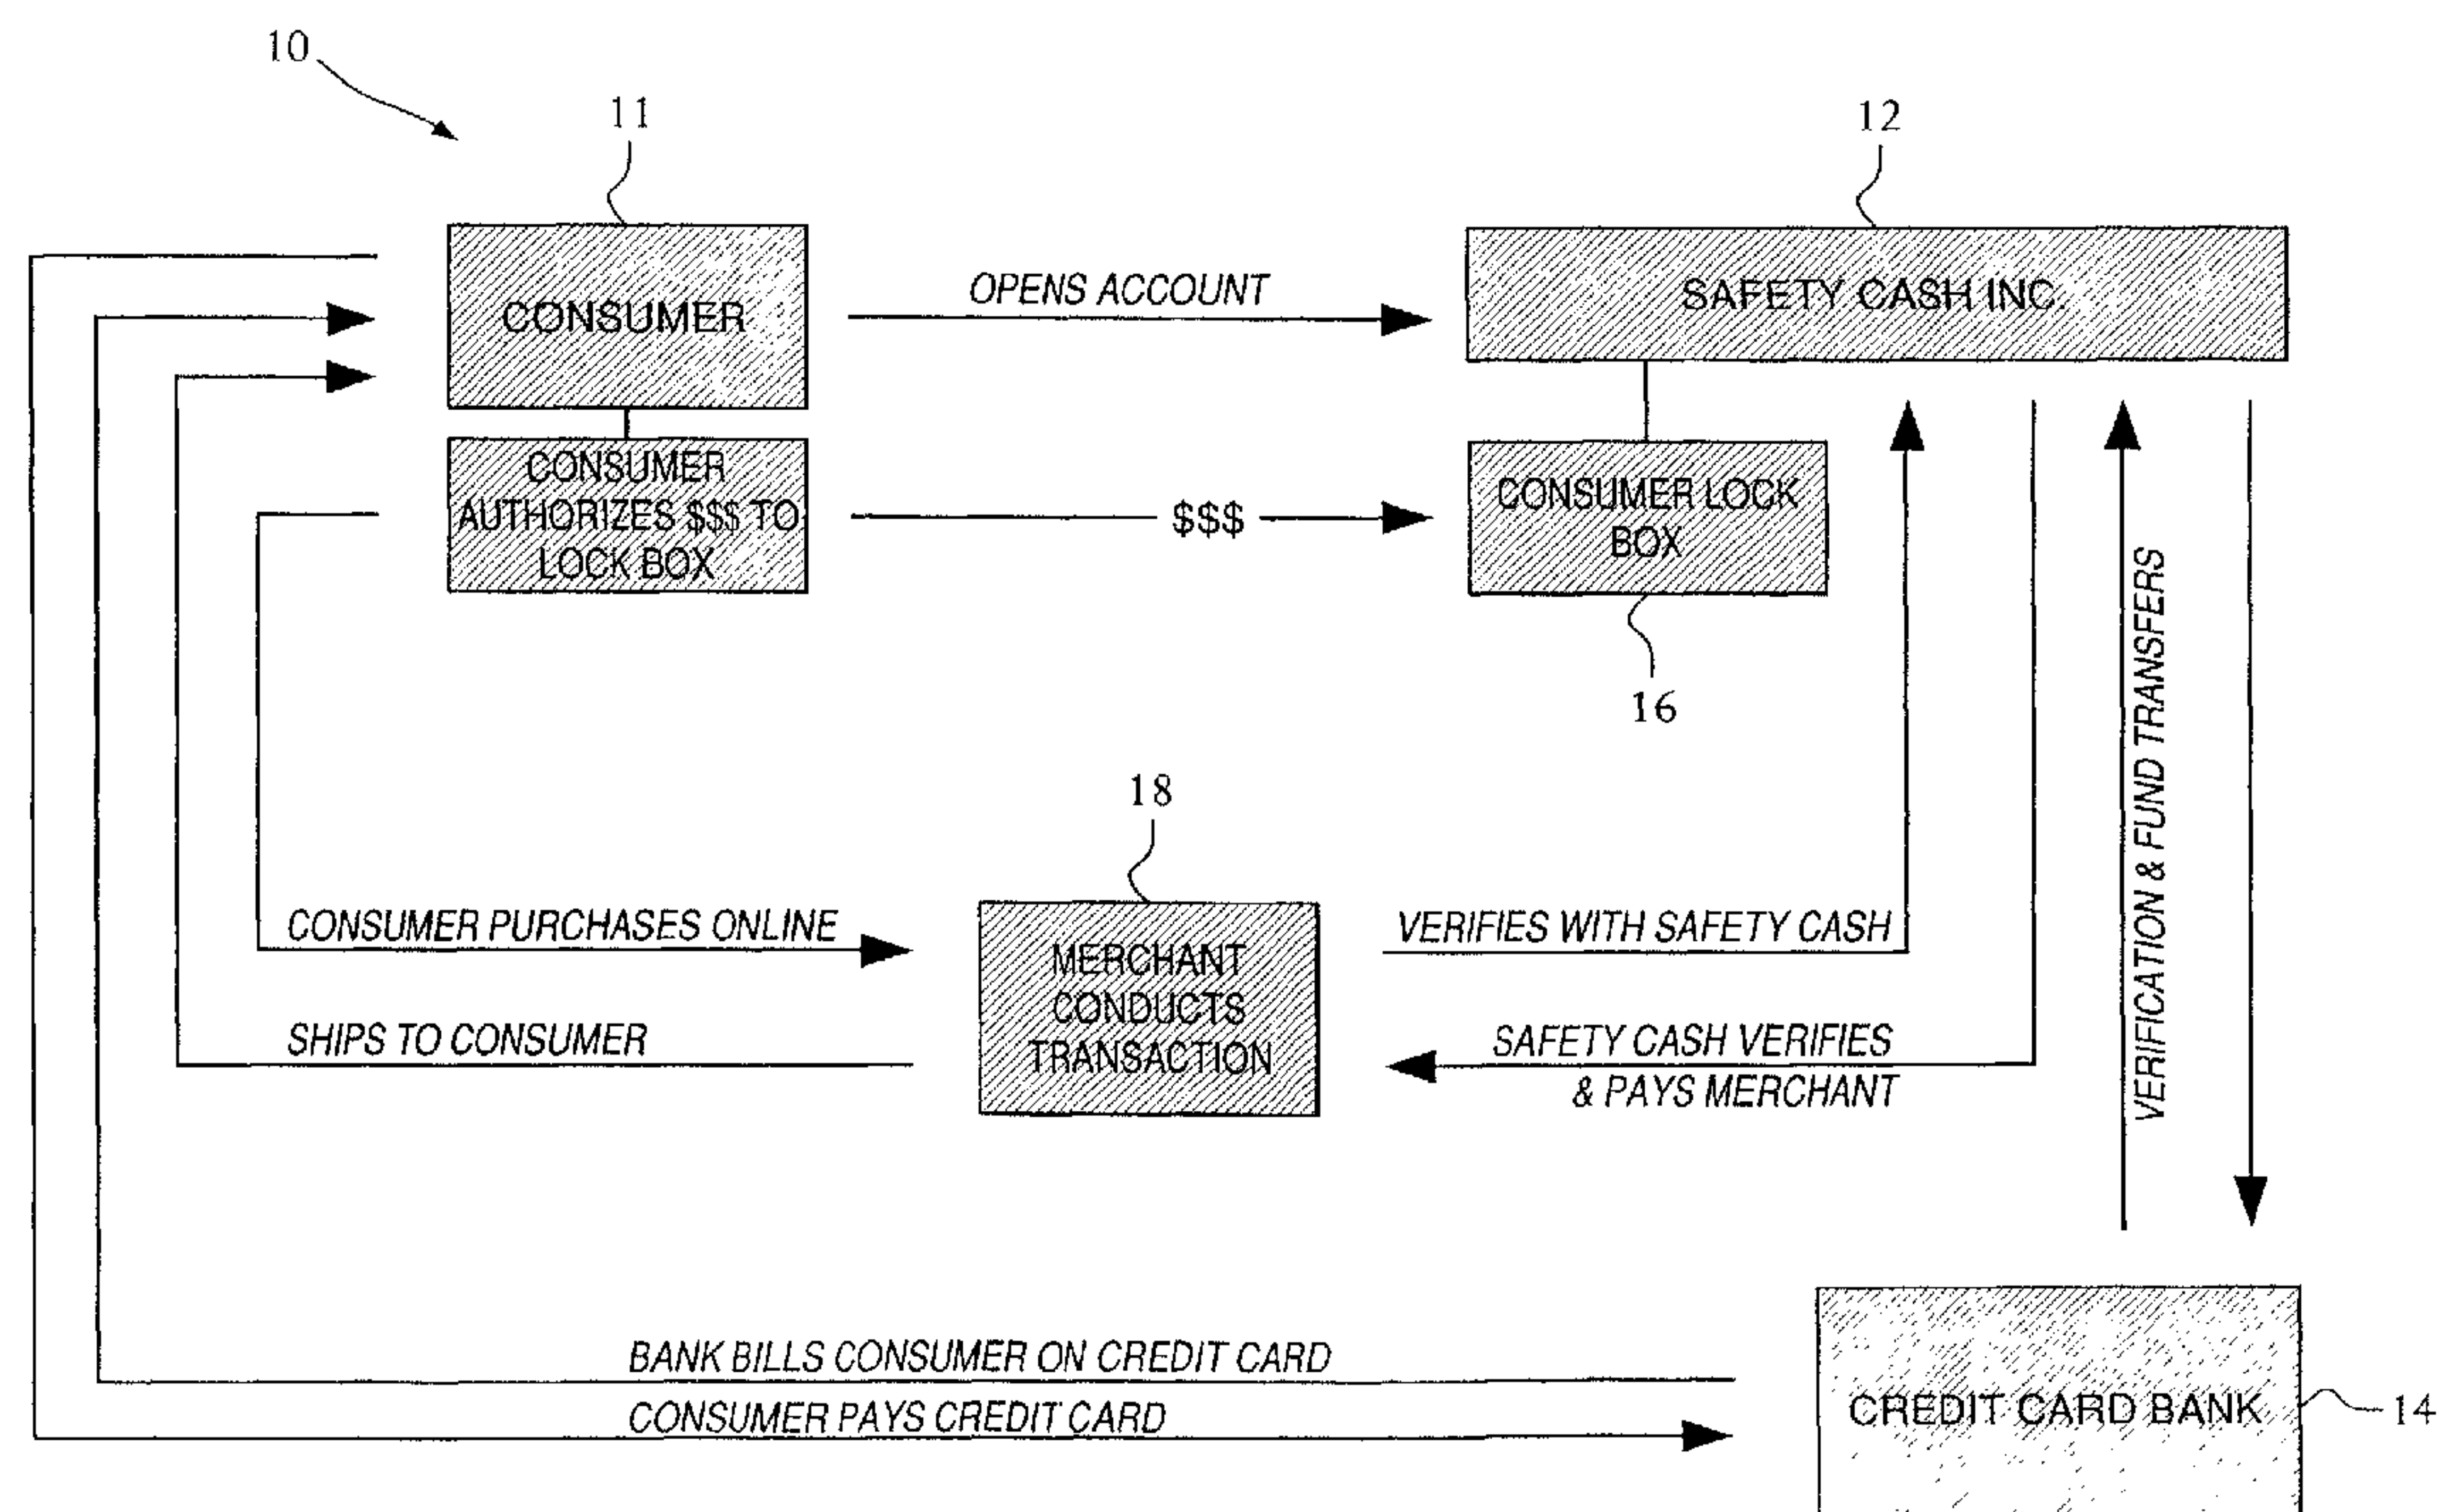 10
11
12
CONSUMER
OPENS ACCOUNT
SAFETY CASH INC.
CONSUMER
AUTHORIZES $$$ TO
LOCK BOX
$$$
CONSUMER LOCK
BOX
16
18
VERIFICATION & FUND TRANSFERS
CONSUMER PURCHASES ONLINE
MERCHANT
CONDUCTS
TRANSACTION
VERIFIES WITH SAFETY CASH
SHIPS TO CONSUMER
SAFETY CASH VERIFIES
& PAYS MERCHANT
BANK BILLS CONSUMER ON CREDIT CARD
CONSUMER PAYS CREDIT CARD
CREDIT CARD BANK
14